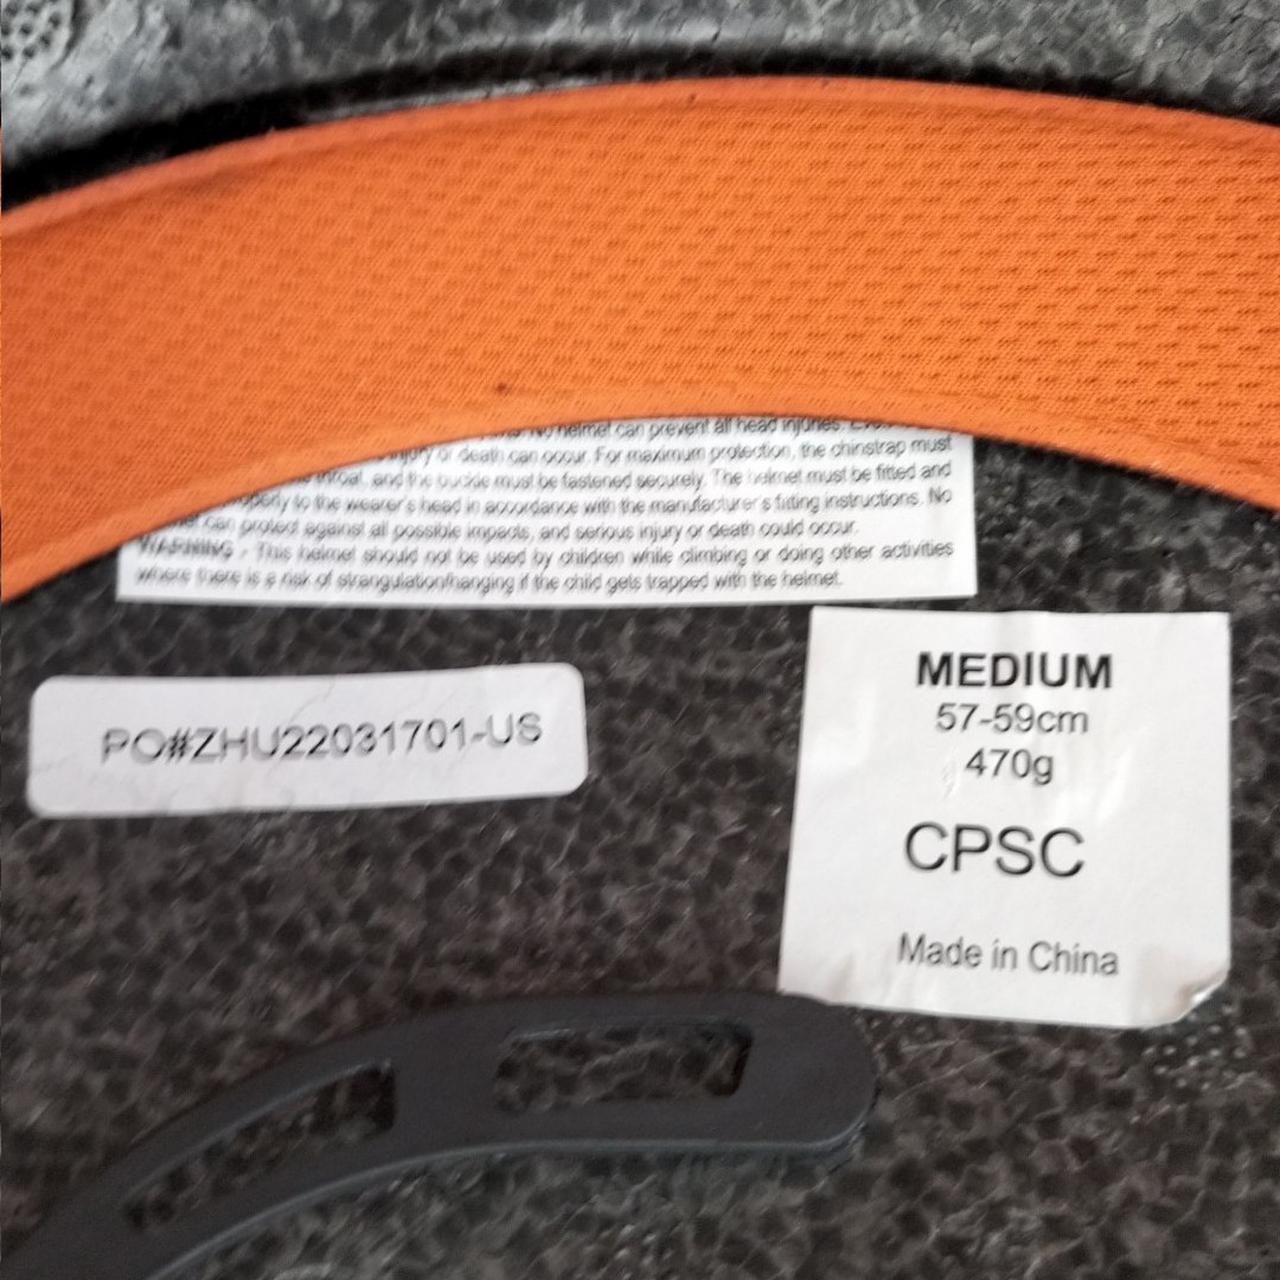 No helmet can prevent all head injuries.
injury or death can occur. For maximum protection, the chinstrap must
throat, and the buckle must be fastened securely. The helmet must be fitted and
to the wearer's head in accordance with the manufacturer's fitting instructions. No
can protect against all possible impacts, and serious injury or death could occur.
WARNING - This helmet should not be used by children while climbing or doing other activities
where there is a risk of strangulation/hanging if the child gets trapped with the helmet.
PO#ZHU22031701-US
MEDIUM
57-59cm
470g
CPSC
Made in China